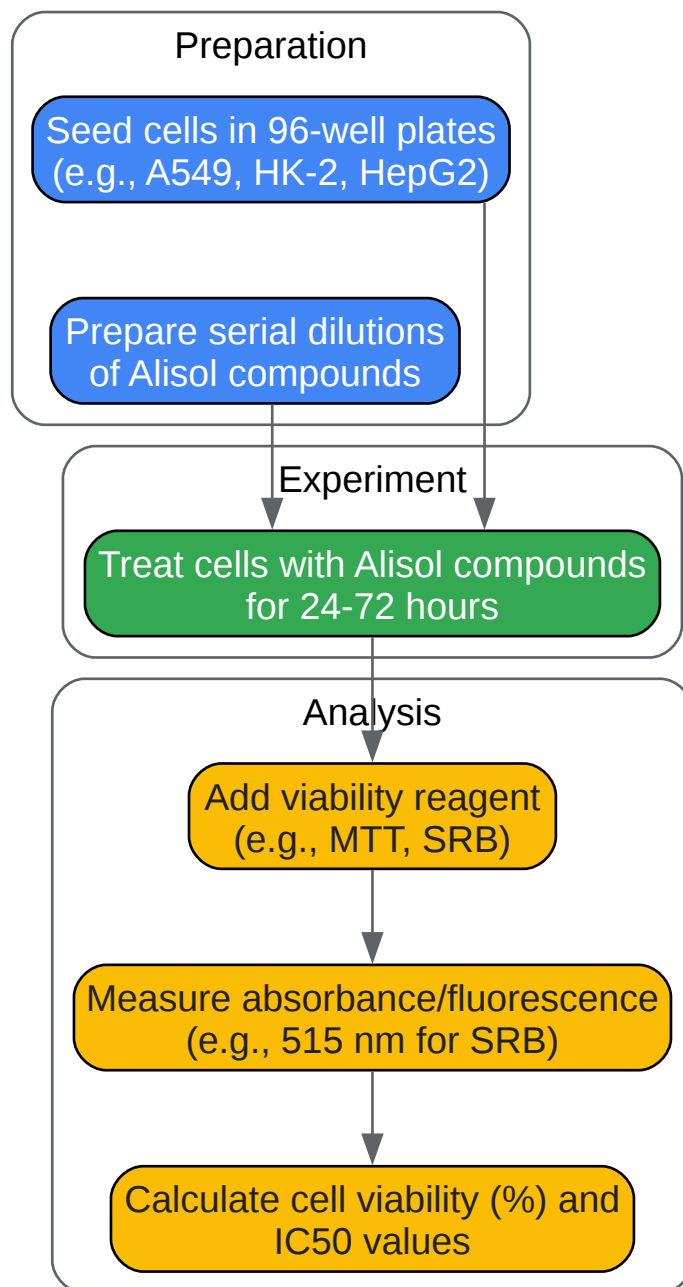 Preparation
Seed cells in 96-well plates
(e.g., A549, HK-2, HepG2)
Prepare serial dilutions
of Alisol compounds
Experiment
Treat cells with Alisol compounds
for 24-72 hours
Analysis
Add viability reagent
(e.g., MTT, SRB)
Measure absorbance/fluorescence
(e.g., 515 nm for SRB)
Calculate cell viability (%) and
IC50 values